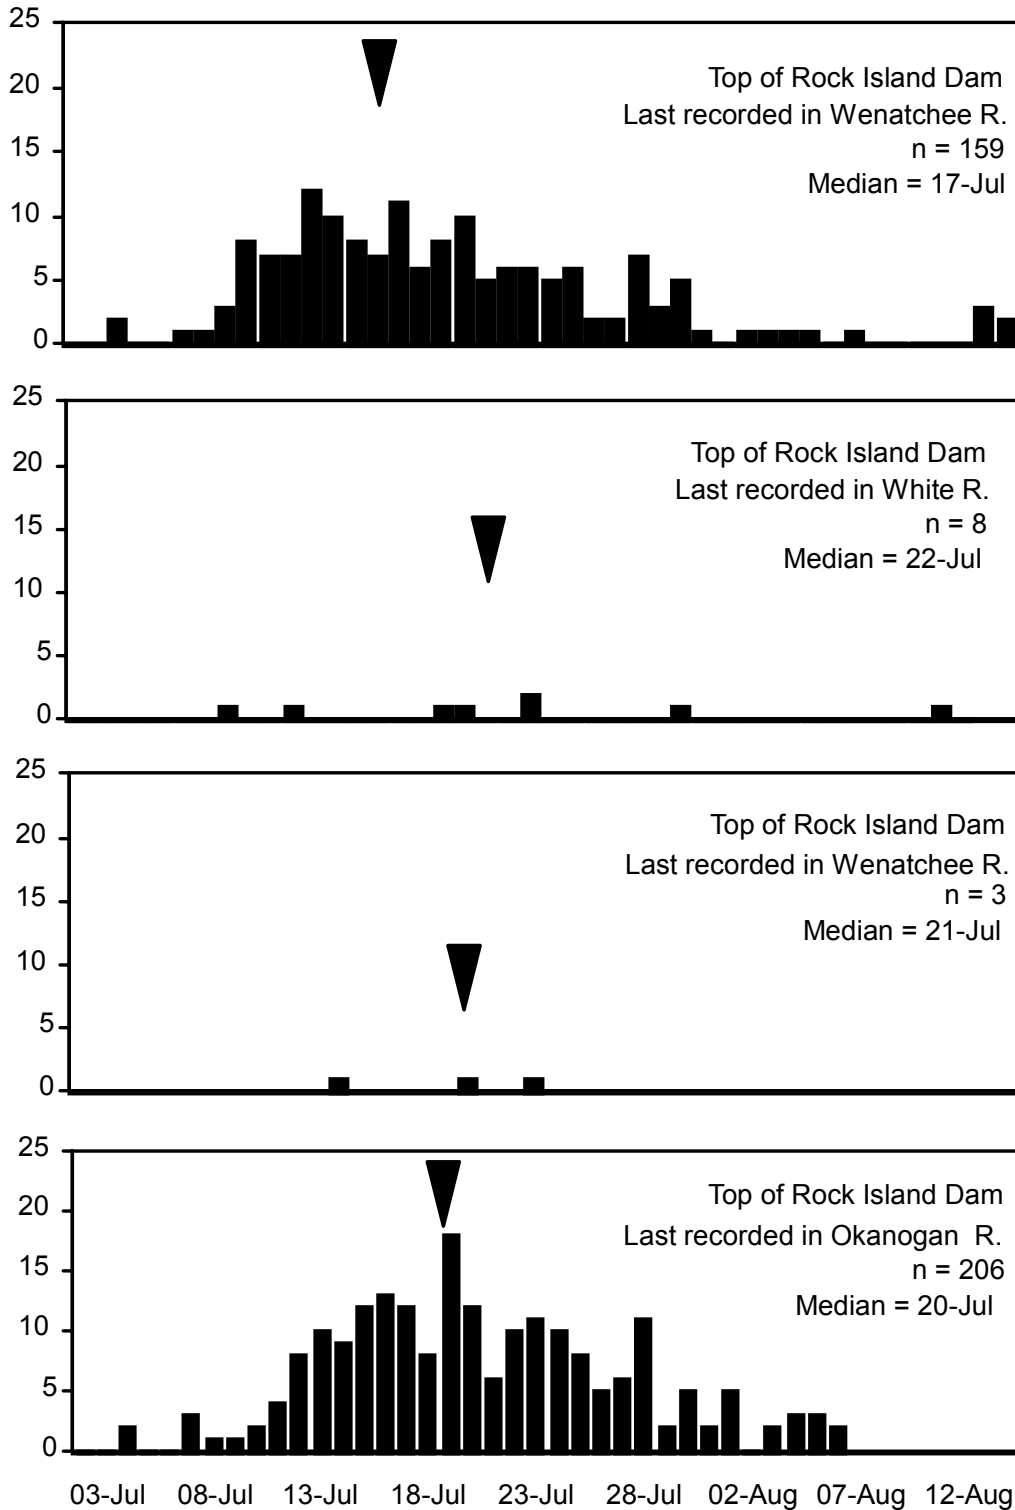 25
20
15
10
5
0
Top of Rock Island Dam
Last recorded in Wenatchee R.
n = 159
Median = 17-Jul
25
20
15
10
5
0
Top of Rock Island Dam
Last recorded in White R.
n = 8
Median = 22-Jul
25
20
15
10
5
0
Top of Rock Island Dam
Last recorded in Wenatchee R.
n = 3
Median = 21-Jul
25
20
15
10
5
0
Top of Rock Island Dam
Last recorded in Okanogan R.
n = 206
Median = 20-Jul
03-Jul 08-Jul 13-Jul 18-Jul 23-Jul 28-Jul 02-Aug 07-Aug 12-Aug